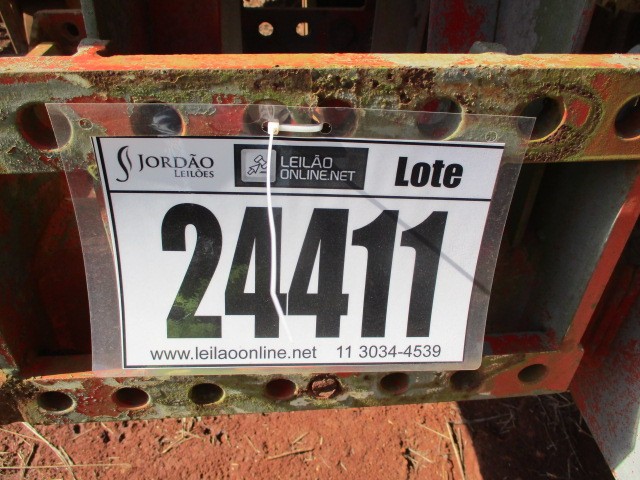 JORDÃO
LEILÕES
LEILÃO
ONLINE.NET
Lote
24411
www.leilaoonline.net 11 3034-4539